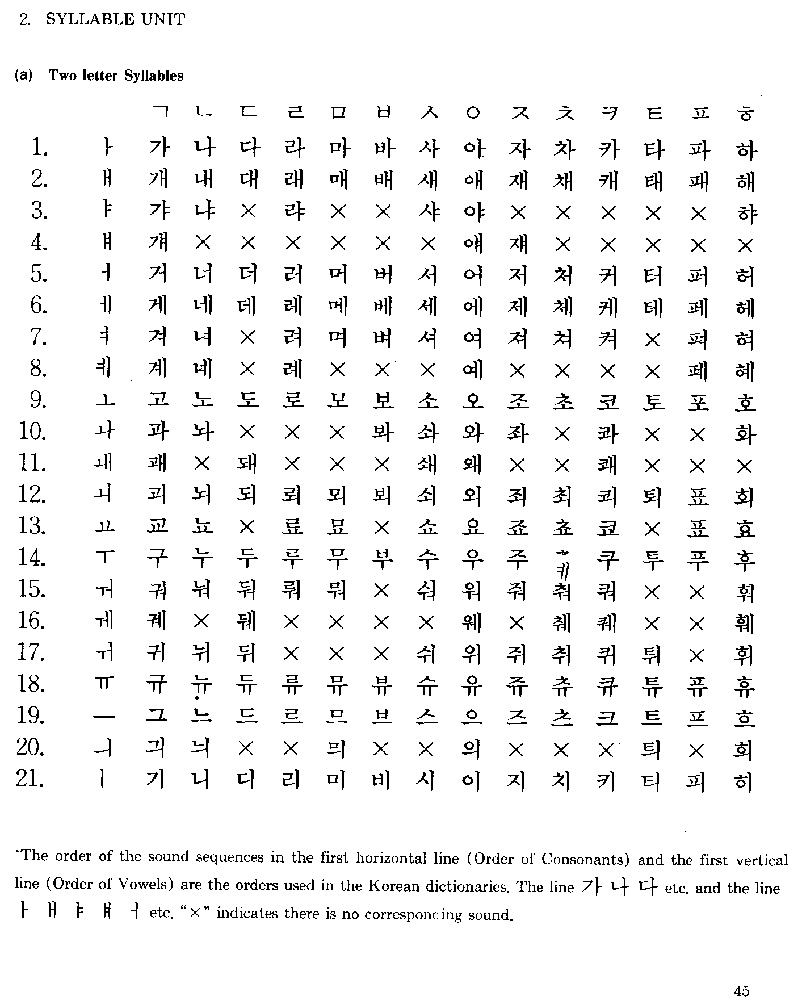 2. SYLLABLE UNIT
(a) Two letter Syllables
ㄱ ㄴ ㄷ ㄹ ㅁ ㅂ ㅅ ㅇ ㅈ ㅊ ㅋ ㅌ ㅍ ㅎ
1. ㅏ 가 나 다 라 마 바 사 아 자 차 카 타 파 하
2. ㅐ 개 내 대 래 매 배 새 애 재 채 캐 태 패 해
3. ㅑ 갸 냐 × 랴 × × 샤 야 × × × × × 햐
4. ㅒ 걔 × × × × × × 얘 쟤 × × × × ×
5. ㅓ 거 너 더 러 머 버 서 어 저 처 커 터 퍼 허
6. ㅔ 게 네 데 레 메 베 세 에 제 체 케 테 페 헤
7. ㅕ 겨 녀 × 려 며 벼 셔 여 져 쳐 켜 × 펴 혀
8. ㅖ 계 녜 × 례 × × × 예 × × × × 폐 혜
9. ㅗ 고 노 도 로 모 보 소 오 조 초 코 토 포 호
10. ㅘ 과 놔 × × × 봐 솨 와 좌 × 콰 × × 화
11. ㅙ 괘 × 돼 × × × 쇄 왜 × × 쾌 × × ×
12. ㅚ 괴 뇌 되 뢰 뫼 뵈 쇠 외 죄 최 쾨 퇴 표 회
13. ㅛ 교 뇨 × 료 묘 × 쇼 요 죠 쵸 쿄 × 표 효
14. ㅜ 구 누 두 루 무 부 수 우 주 쿠 투 푸 후
15. ㅝ 궈 눠 둬 뤄 뭐 × 숴 워 줘 춰 쿼 × × 훠
16. ㅞ 궤 × 뒈 × × × × 웨 × 췌 퀘 × × 훼
17. ㅟ 귀 뉘 뒤 × × × 쉬 위 쥐 취 퀴 튀 × 휘
18. ㅠ 규 뉴 듀 류 뮤 뷰 슈 유 쥬 츄 큐 튜 퓨 휴
19. ㅡ 그 느 드 르 므 브 스 으 즈 츠 크 트 프 흐
20. ㅢ 긔 늬 × × 믜 × × 의 × × × 틔 × 희
21. ㅣ 기 니 디 리 미 비 시 이 지 치 키 티 피 히
*The order of the sound sequences in the first horizontal line (Order of Consonants) and the first vertical
line (Order of Vowels) are the orders used in the Korean dictionaries. The line 가 나 다 etc. and the line
ㅏ ㅐ ㅑ ㅒ ㅓ etc. "×" indicates there is no corresponding sound.
45